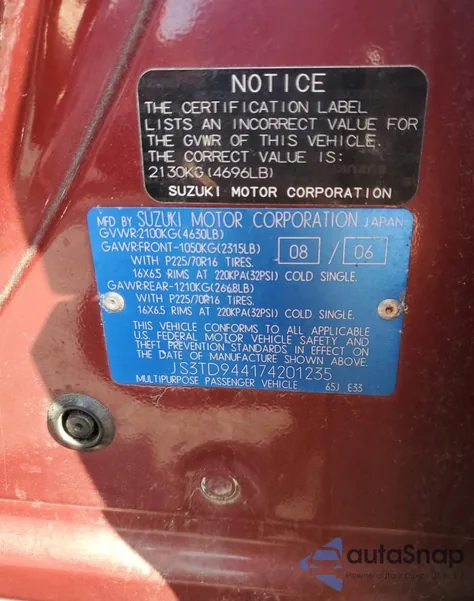 NOTICE
THE CERTIFICATION LABEL
LISTS AN INCORRECT VALUE FOR
THE GVWR OF THIS VEHICLE.
THE CORRECT VALUE IS:
2130KG(4696LB)
SUZUKI MOTOR CORPORATION
MFD BY SUZUKI MOTOR CORPORATION JAPAN
GVWR:2100KG(4630LB)
GAWR:FRONT-1050KG(2315LB) 08 / 06
WITH P225/70R16 TIRES.
16X6.5 RIMS AT 220KPA(32PSI) COLD SINGLE.
GAWR:REAR-1210KG(2668LB)
WITH P225/70R16 TIRES.
16X6.5 RIMS AT 220KPA(32PSI) COLD SINGLE.
THIS VEHICLE CONFORMS TO ALL APPLICABLE
U.S. FEDERAL MOTOR VEHICLE SAFETY AND
THEFT PREVENTION STANDARDS IN EFFECT ON
THE DATE OF MANUFACTURE SHOWN ABOVE.
JS3TD944174201235
MULTIPURPOSE PASSENGER VEHICLE 65J E33
autoSnap